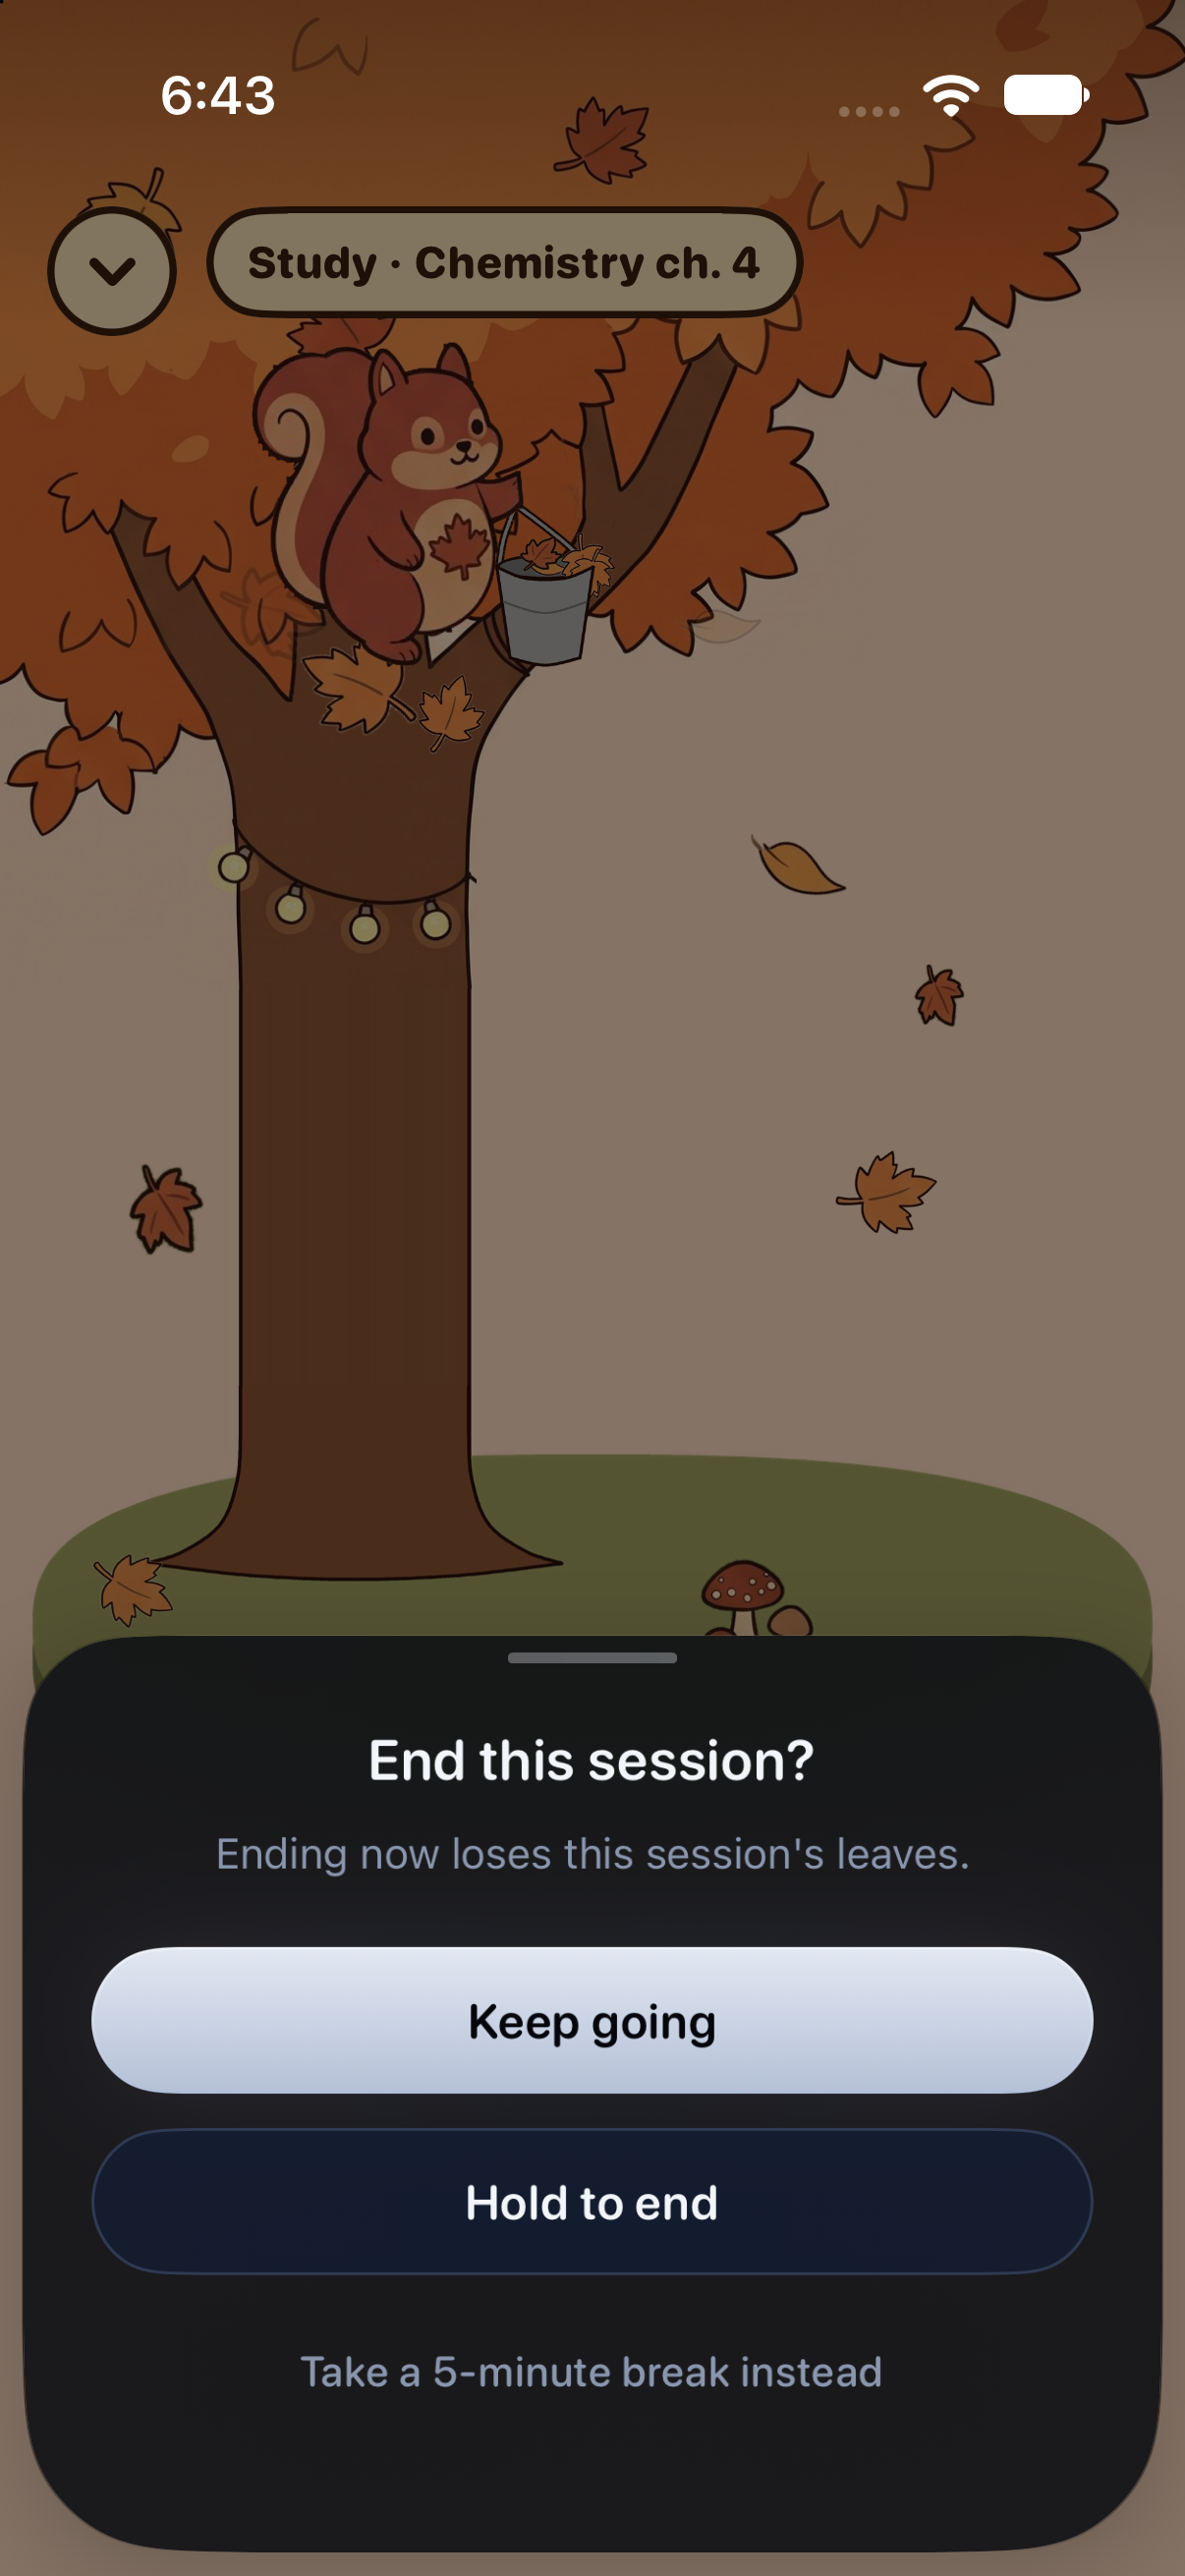 6:43
Study · Chemistry ch. 4
End this session?
Ending now loses this session's leaves.
Keep going
Hold to end
Take a 5-minute break instead